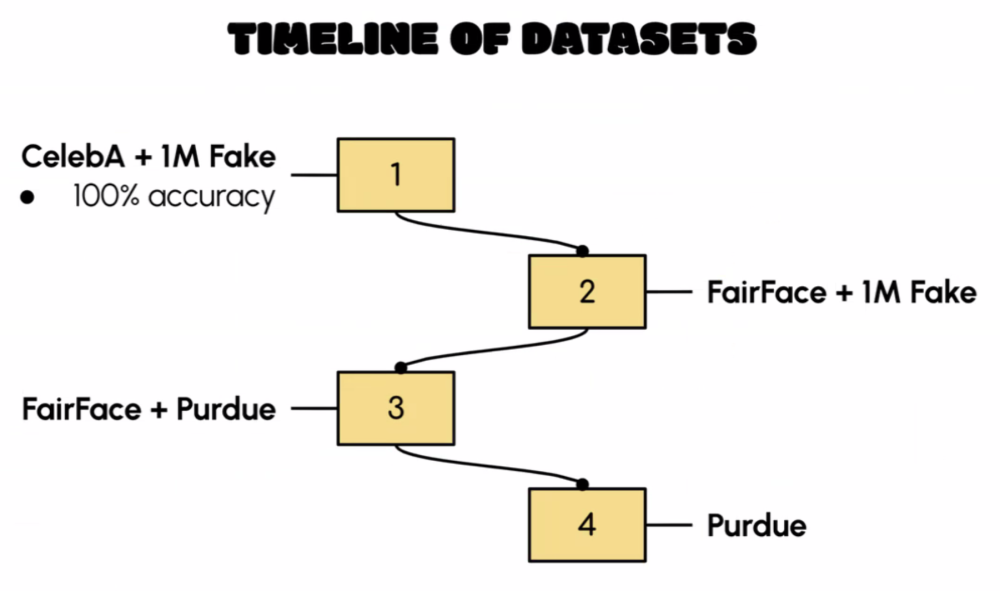 TIMELINE OF DATASETS
CelebA + 1M Fake
1
● 100% accuracy
2
FairFace + 1M Fake
FairFace + Purdue
3
4
Purdue